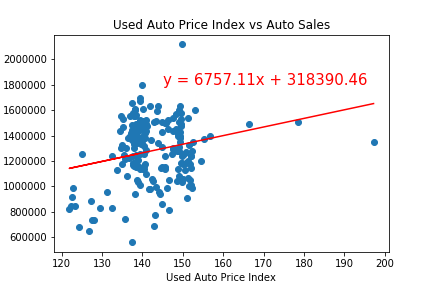 Used Auto Price Index vs Auto Sales
y = 6757.11x + 318390.46
2000000
1800000
1600000
1400000
1200000
1000000
800000
600000
120 130 140 150 160 170 180 190 200
Used Auto Price Index